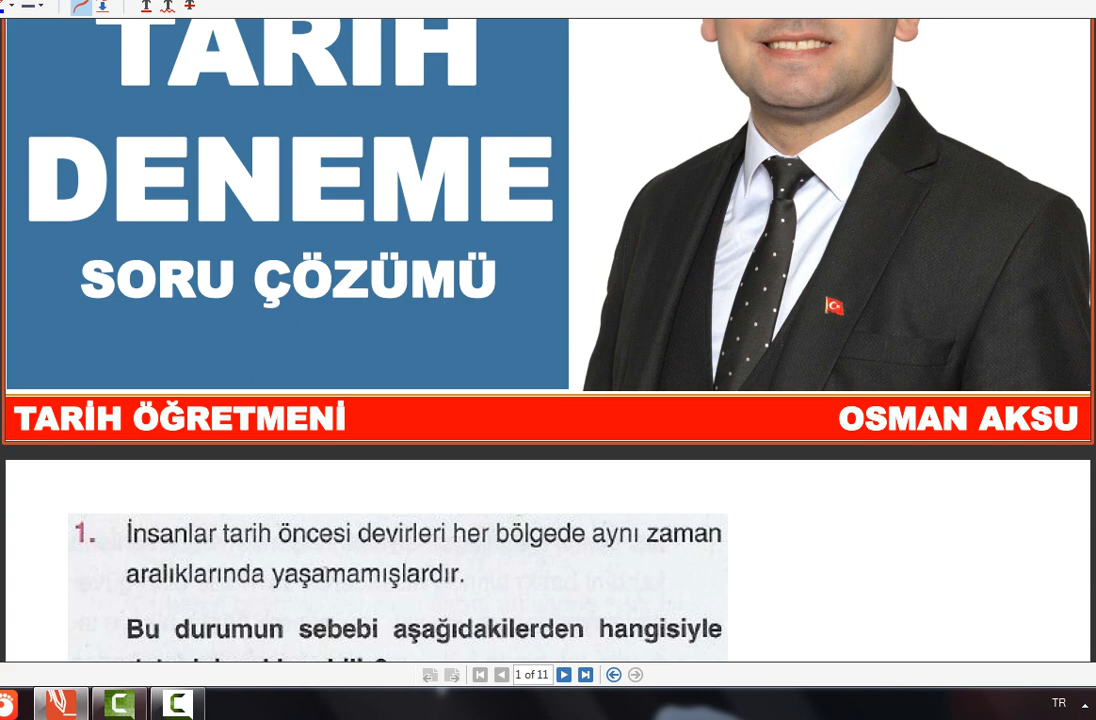 TARİH
DENEME
SORU ÇÖZÜMÜ
TARİH ÖĞRETMENİ
OSMAN AKSU
1. İnsanlar tarih öncesi devirleri her bölgede aynı zaman
aralıklarında yaşamamışlardır.
Bu durumun sebebi aşağıdakilerden hangisiyle
1 of 11
TR